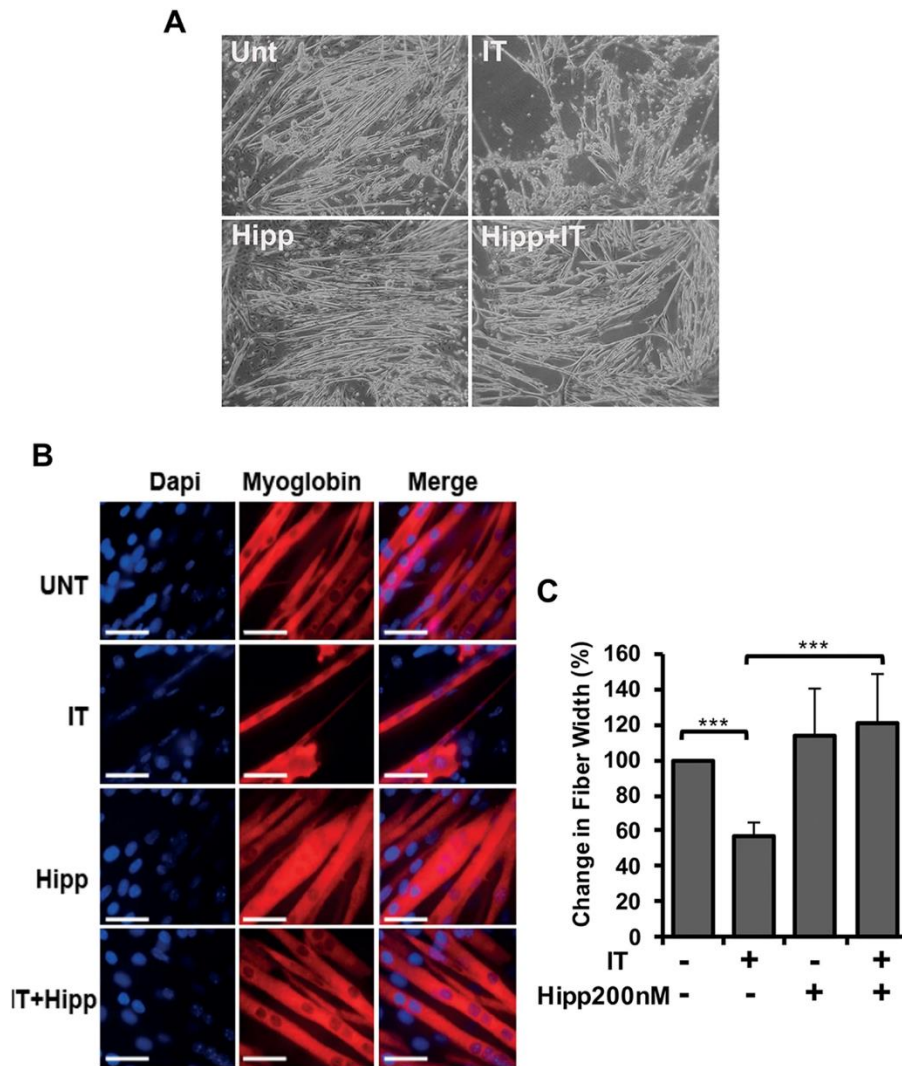 A
Unt
IT
Hipp
Hipp+IT
B
Dapi
Myoglobin
Merge
UNT
IT
Hipp
IT+Hipp
C
Change in Fiber Width (%)
160
140
120
100
80
60
40
20
0
***
***
IT - + - +
Hipp200nM - - + +